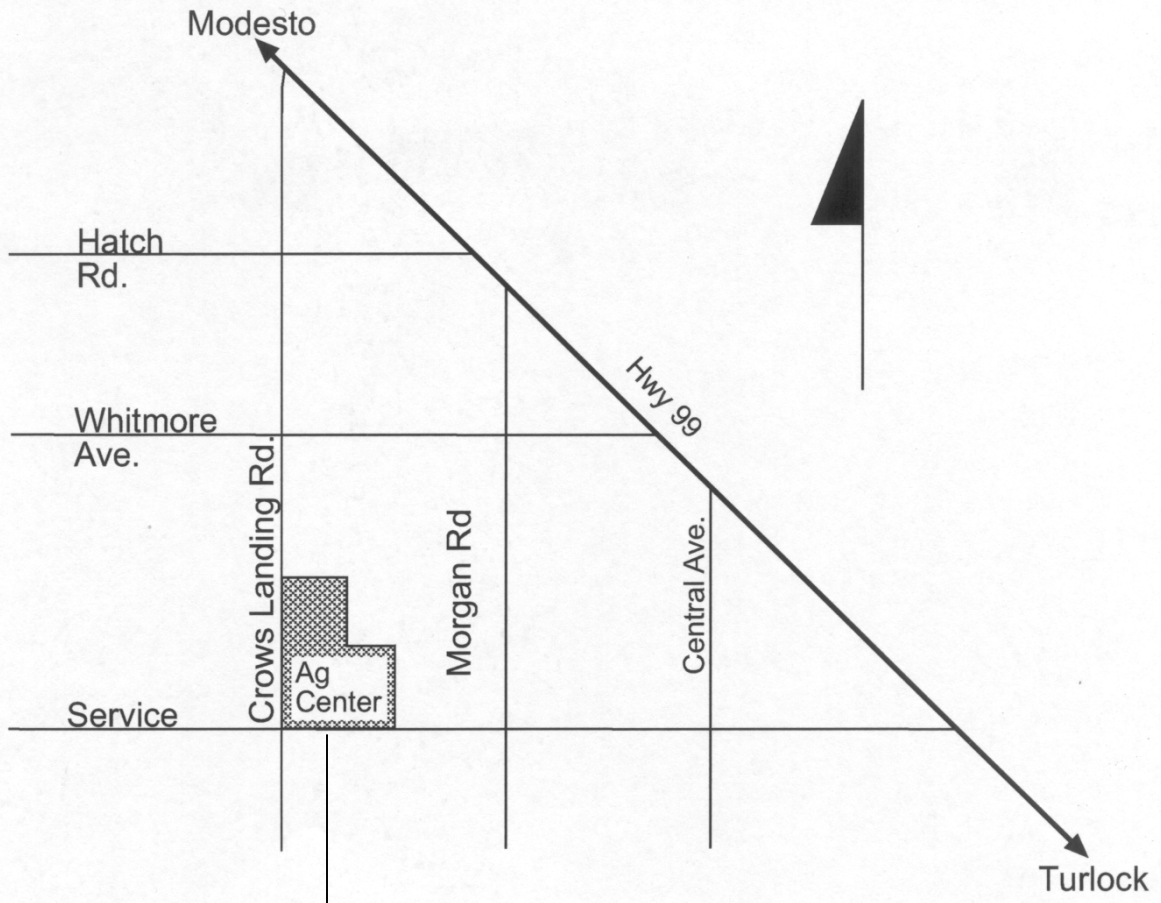 Modesto
Hatch
Rd.
Hwy 99
Whitmore
Ave.
Crows Landing Rd.
Morgan Rd
Central Ave.
Ag
Center
Service
Turlock